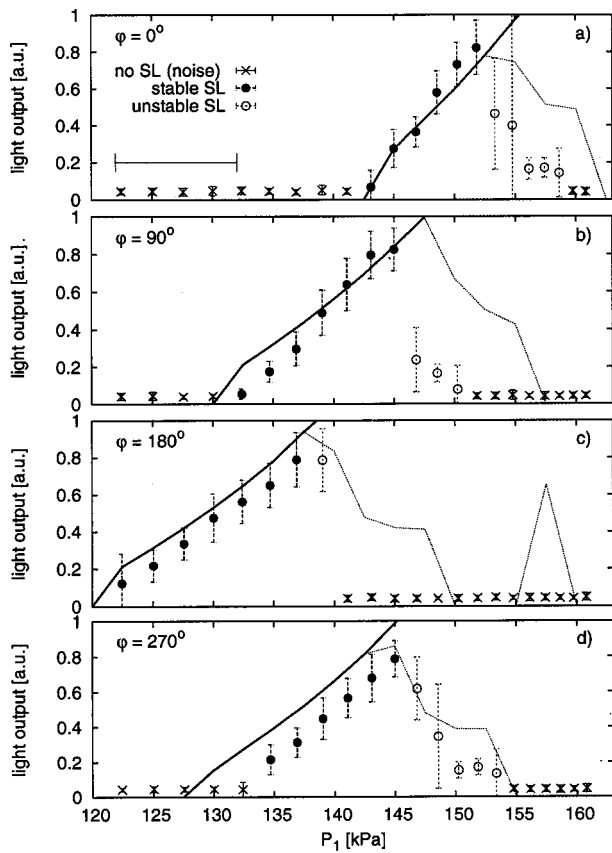 1
φ = 0°
a)
no SL (noise)
stable SL
unstable SL
light output [a.u.]
0.8
0.6
0.4
0.2
0
1
φ = 90°
b)
light output [a.u.].
0.8
0.6
0.4
0.2
0
1
φ = 180°
c)
light output [a.u.]
0.8
0.6
0.4
0.2
0
1
φ = 270°
d)
light output [a.u.]
0.8
0.6
0.4
0.2
0
120 125 130 135 140 145 150 155 160
P1 [kPa]